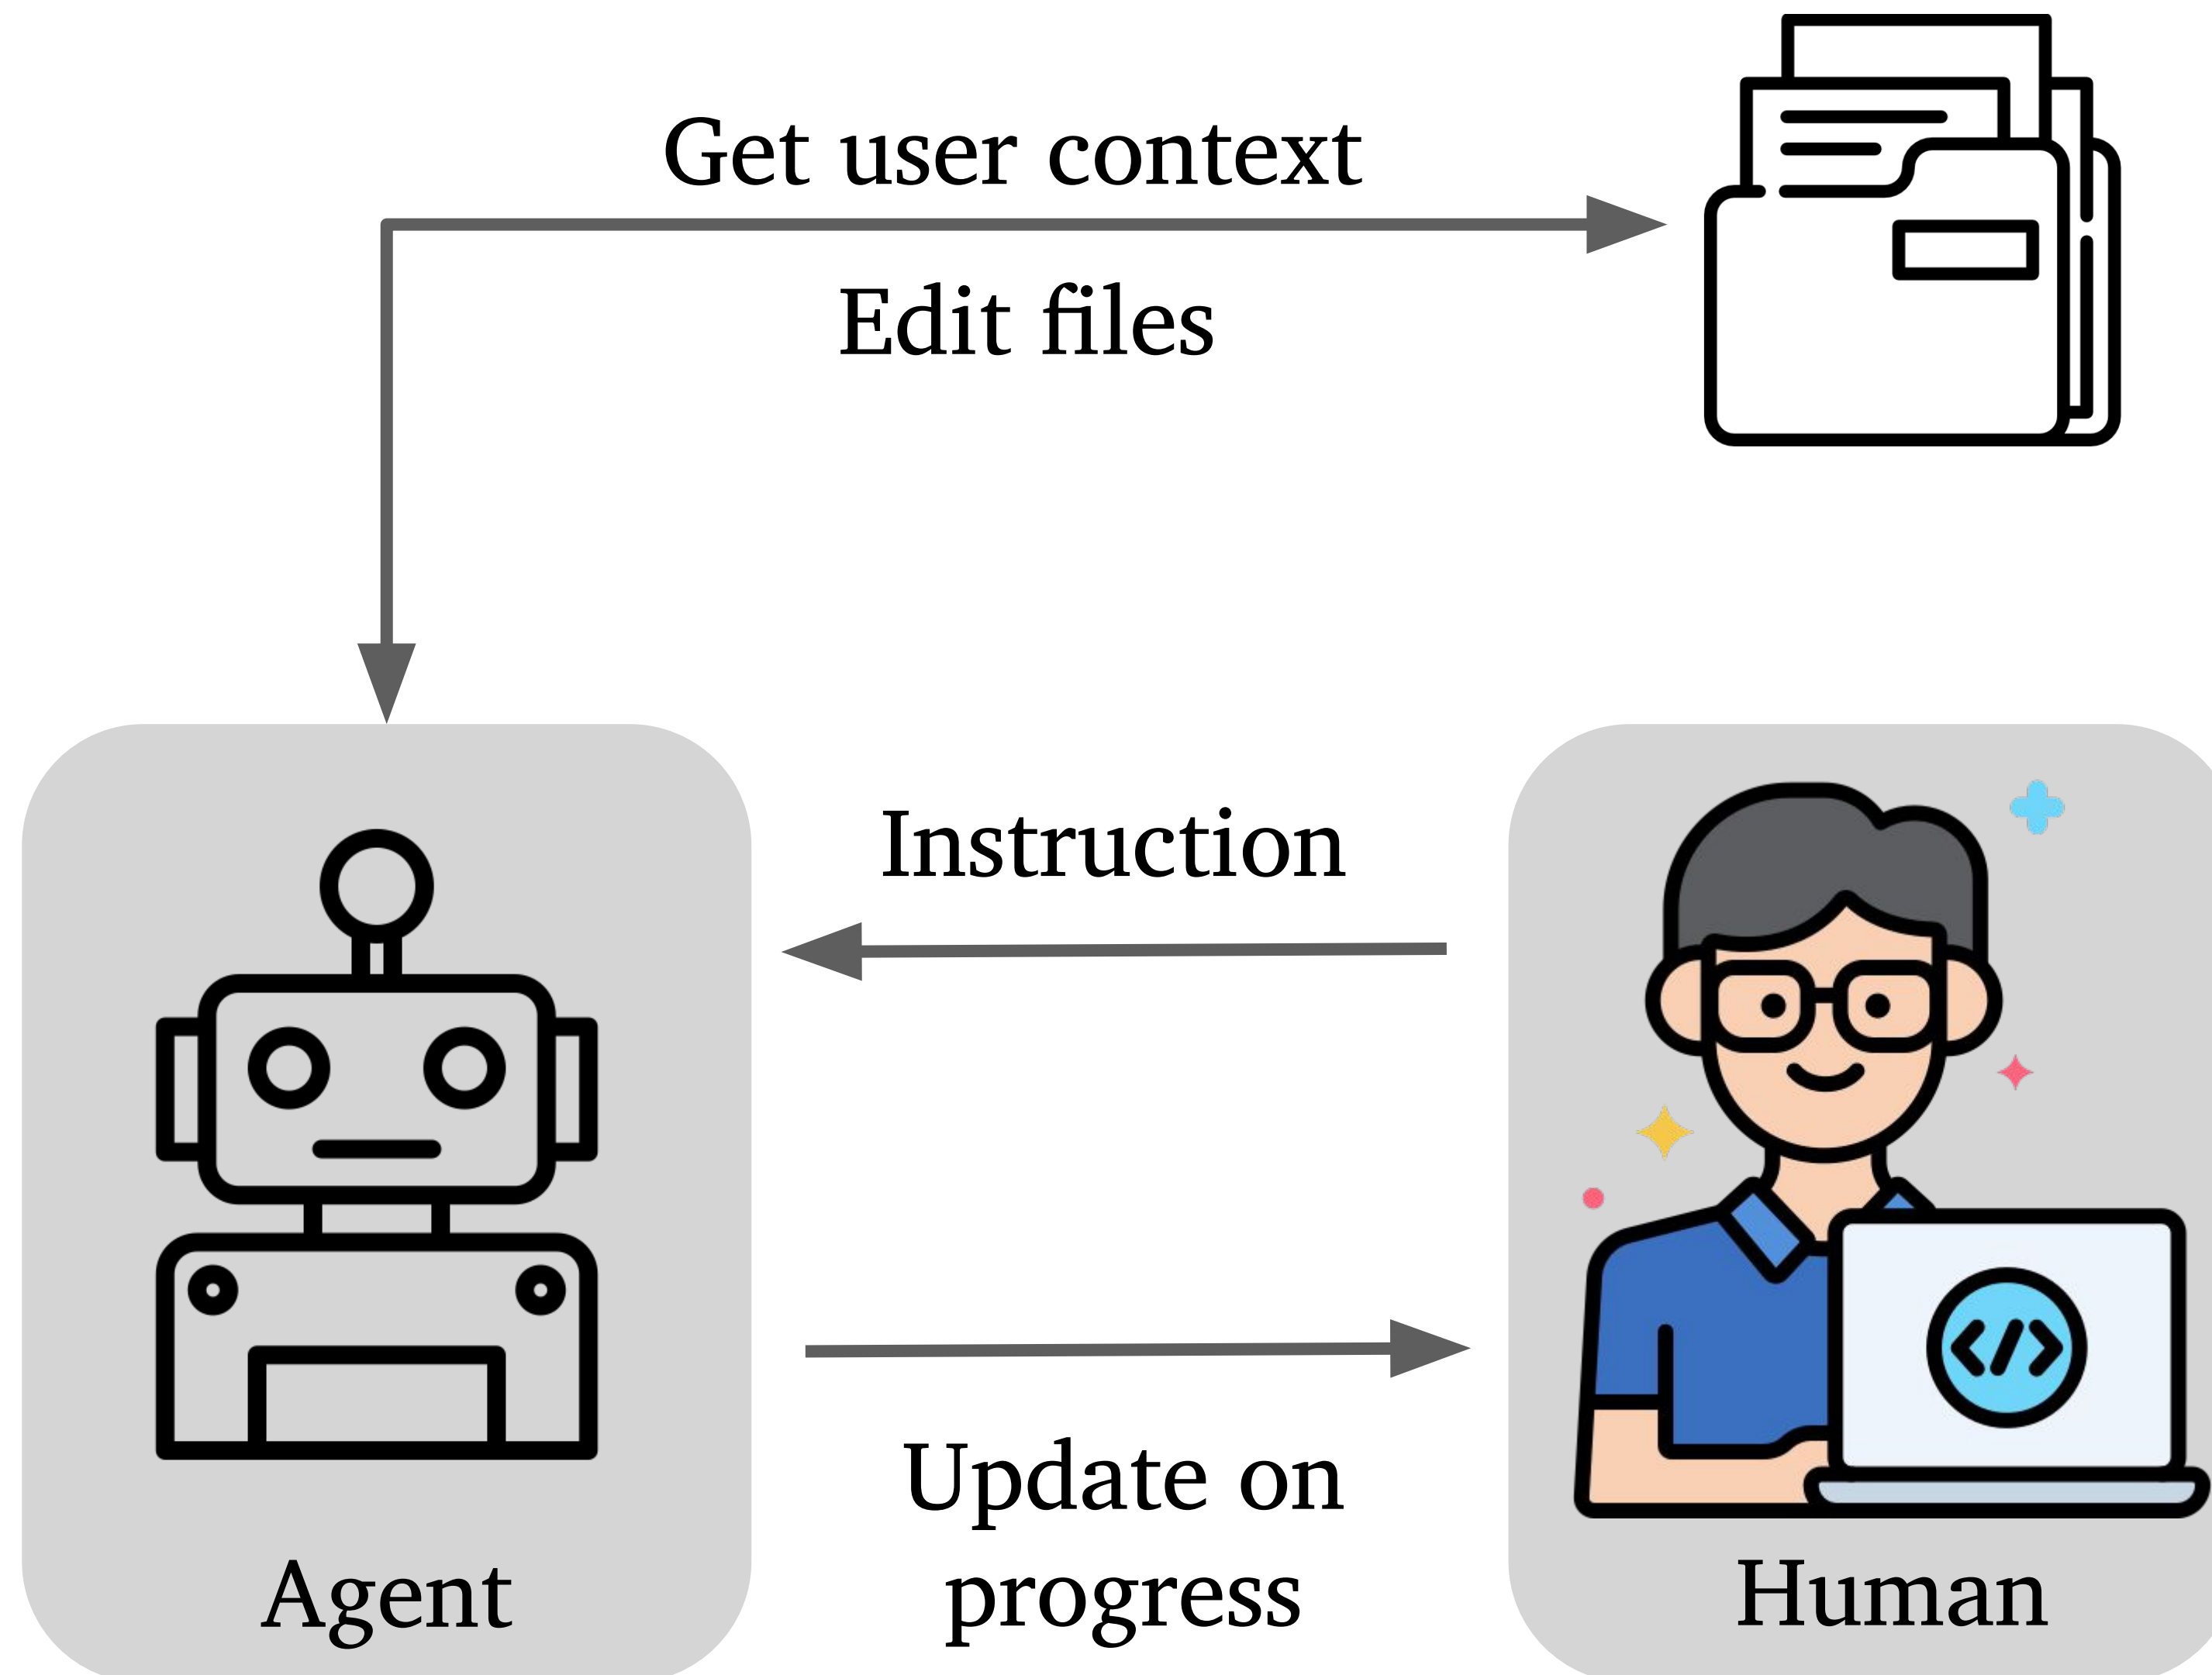 Get user context
Edit files
Instruction
</>
Update on
progress
Agent
Human